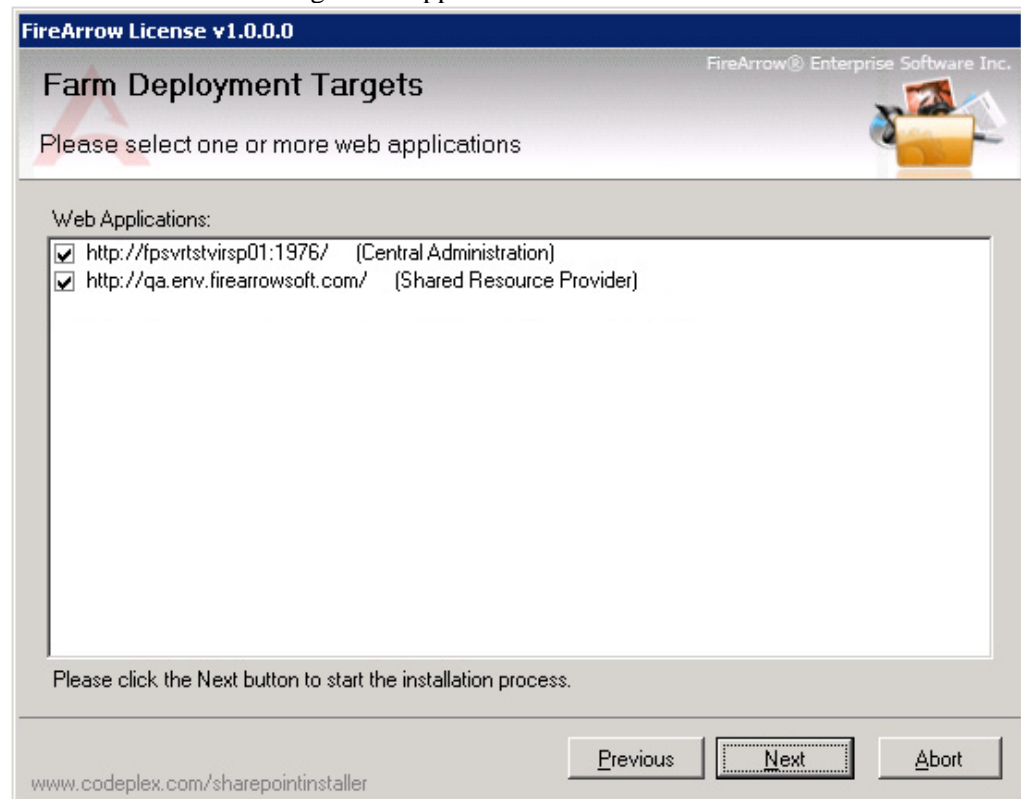 FireArrow License v1.0.0.0
FireArrow® Enterprise Software Inc.
Farm Deployment Targets
Please select one or more web applications
Web Applications:
http://fpsvrtstvirsp01:1976/ (Central Administration)
http://qa.env.firearrowsoft.com/ (Shared Resource Provider)
Please click the Next button to start the installation process.
Previous Next Abort
www.codeplex.com/sharepointinstaller